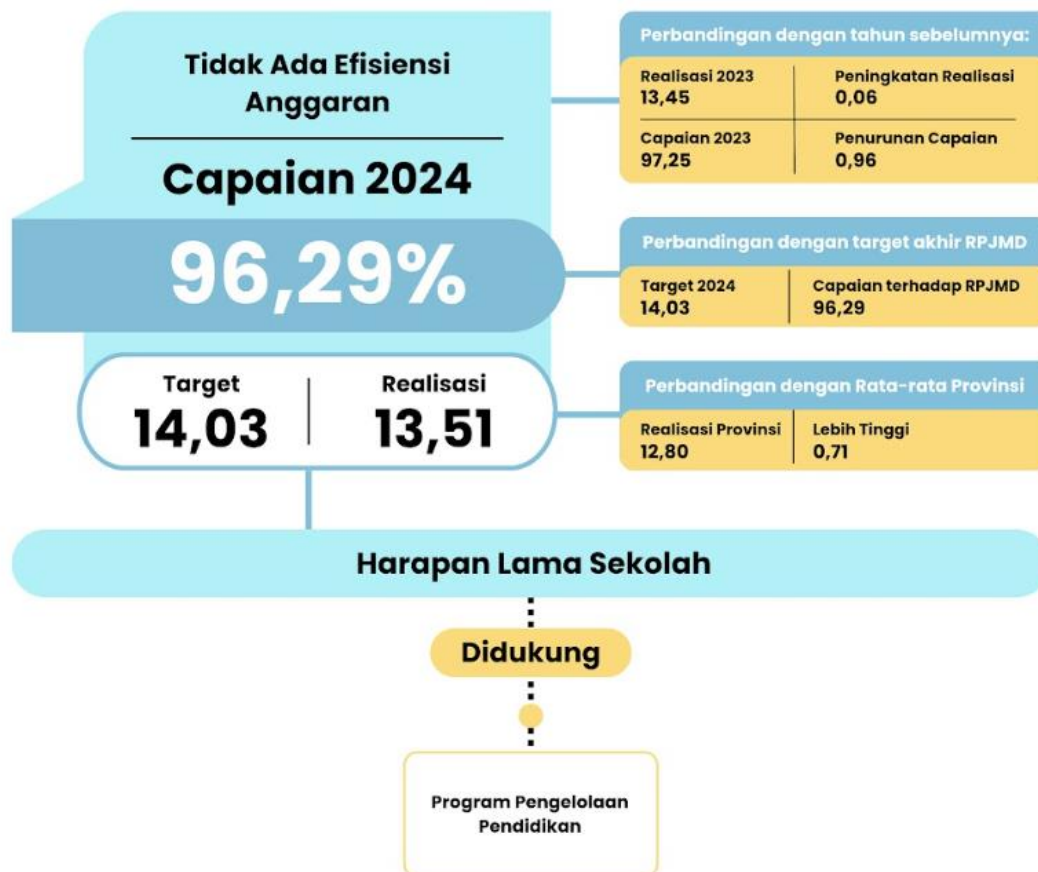 Tidak Ada Efisiensi
Anggaran
Capaian 2024
96,29%
Target
14,03
Realisasi
13,51
Perbandingan dengan tahun sebelumnya:
Realisasi 2023
13,45
Peningkatan Realisasi
0,06
Capaian 2023
97,25
Penurunan Capaian
0,96
Perbandingan dengan target akhir RPJMD
Target 2024
14,03
Capaian terhadap RPJMD
96,29
Perbandingan dengan Rata-rata Provinsi
Realisasi Provinsi
12,80
Lebih Tinggi
0,71
Harapan Lama Sekolah
Didukung
Program Pengelolaan
Pendidikan